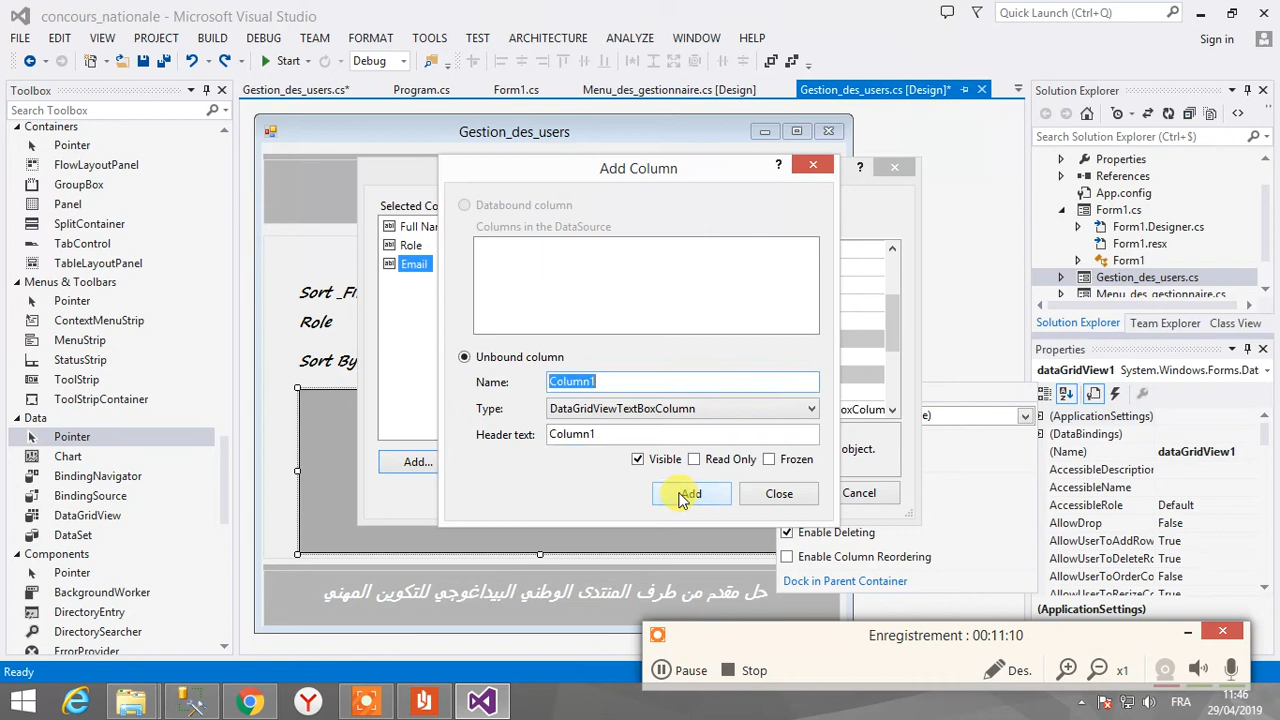 concours_nationale - Microsoft Visual Studio
Quick Launch (Ctrl+Q)
FILE EDIT VIEW PROJECT BUILD DEBUG TEAM FORMAT TOOLS TEST ARCHITECTURE ANALYZE WINDOW HELP
Sign in
Start
Debug
Toolbox
Gestion_des_users.cs*
Program.cs
Form1.cs
Menu_des_gestionnaire.cs [Design]
Gestion_des_users.cs [Design]*
Solution Explorer
Search Toolbox
Search Solution Explorer (Ctrl+$)
Containers
Pointer
FlowLayoutPanel
GroupBox
Panel
SplitContainer
TabControl
TableLayoutPanel
Menus & Toolbars
Pointer
ContextMenuStrip
MenuStrip
StatusStrip
ToolStrip
ToolStripContainer
Data
Pointer
Chart
BindingNavigator
BindingSource
DataGridView
DataSet
Components
Pointer
BackgroundWorker
DirectoryEntry
DirectorySearcher
ErrorProvider
Gestion_des_users
Sort _Fi
Role
Sort By
Selected Co
Full Nar
Role
Email
Add...
Add Column
?
Databound column
Columns in the DataSource
Unbound column
Name:
Column1
Type:
DataGridViewTextBoxColumn
Header text:
Column1
Visible
Read Only
Frozen
Add
Close
?
oxColum
object.
Cancel
e)
Enable Deleting
Enable Column Reordering
Dock in Parent Container
حل مقدم من طرف المنتدى الوطني البيداغوجي للتكوين المهني
Properties
References
App.config
Form1.cs
Form1.Designer.cs
Form1.resx
Form1
Gestion_des_users.cs
Menu_des_gestionnaire.cs
Solution Explorer
Team Explorer
Class View
Properties
dataGridView1 System.Windows.Forms.Dat
(ApplicationSettings)
(DataBindings)
(Name) dataGridView1
AccessibleDescription
AccessibleName
AccessibleRole Default
AllowDrop False
AllowUserToAddRow True
AllowUserToDeleteRo True
AllowUserToOrderCo False
AllowUserToResizeCo True
(ApplicationSettings)
Enregistrement : 00:11:10
Pause
Stop
Des.
x1
Ready
FRA
11:46
29/04/2019